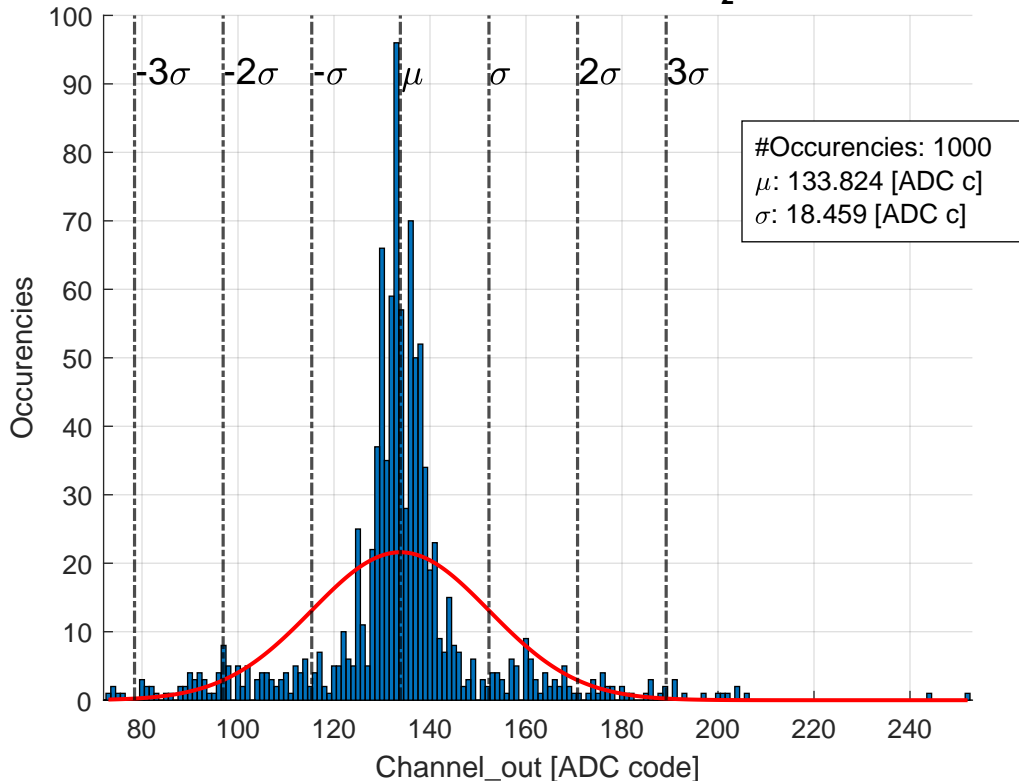 2
100
90
80
70
60
50
40
30
20
10
0
-3σ -2σ -σ μ σ 2σ 3σ
#Occurencies: 1000
μ: 133.824 [ADC c]
σ: 18.459 [ADC c]
Occurencies
80 100 120 140 160 180 200 220 240
Channel_out [ADC code]